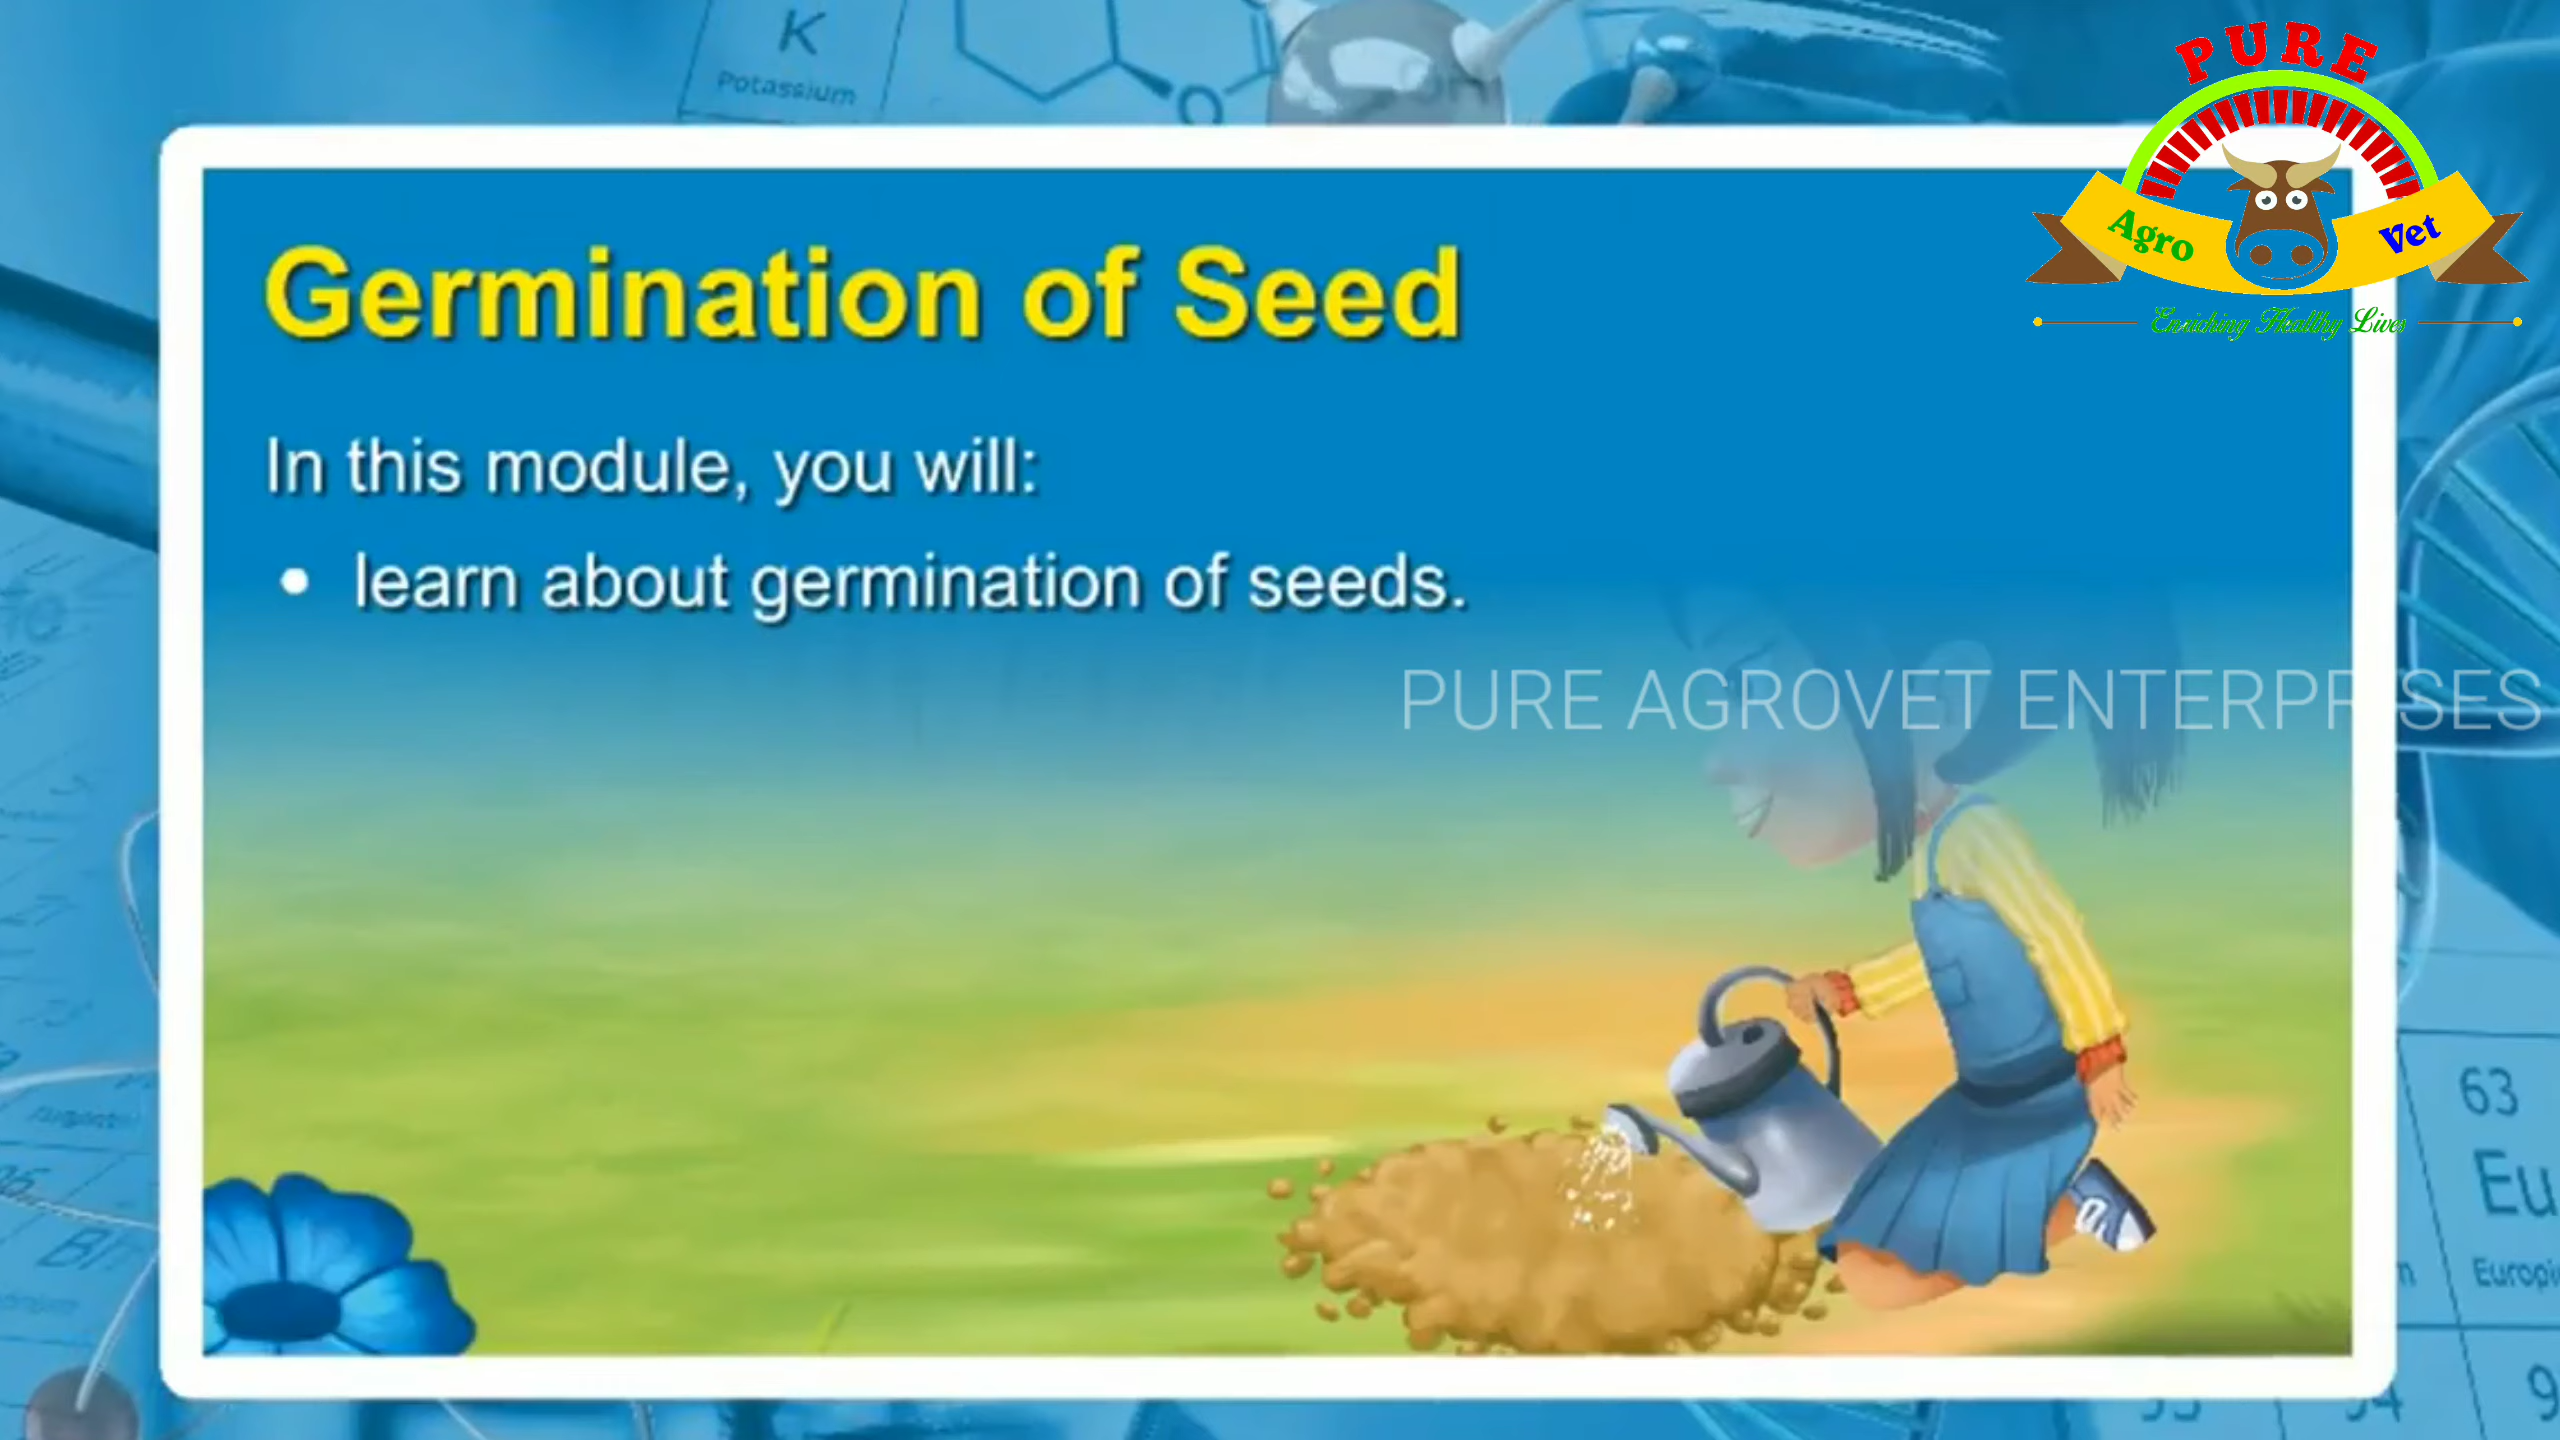 K
Potassium
O
PURE
Agro
Vet
Enriching Healthy Lives
Germination of Seed
In this module, you will:
• learn about germination of seeds.
PURE AGROVET ENTERPRISES
63
Eu